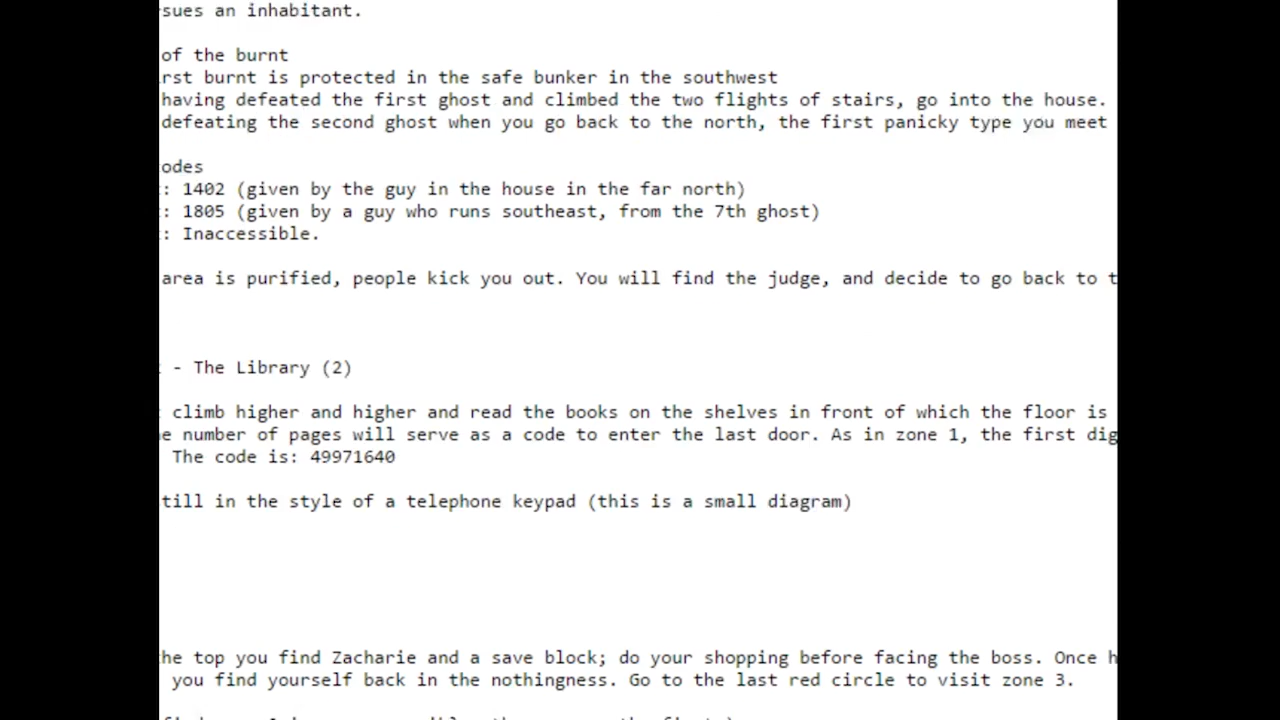 sues an inhabitant.
of the burnt
rst burnt is protected in the safe bunker in the southwest
having defeated the first ghost and climbed the two flights of stairs, go into the house.
defeating the second ghost when you go back to the north, the first panicky type you meet
odes
: 1402 (given by the guy in the house in the far north)
: 1805 (given by a guy who runs southeast, from the 7th ghost)
: Inaccessible.
area is purified, people kick you out. You will find the judge, and decide to go back to t
- The Library (2)
climb higher and higher and read the books on the shelves in front of which the floor is
e number of pages will serve as a code to enter the last door. As in zone 1, the first dig
The code is: 49971640
till in the style of a telephone keypad (this is a small diagram)
he top you find Zacharie and a save block; do your shopping before facing the boss. Once h
you find yourself back in the nothingness. Go to the last red circle to visit zone 3.